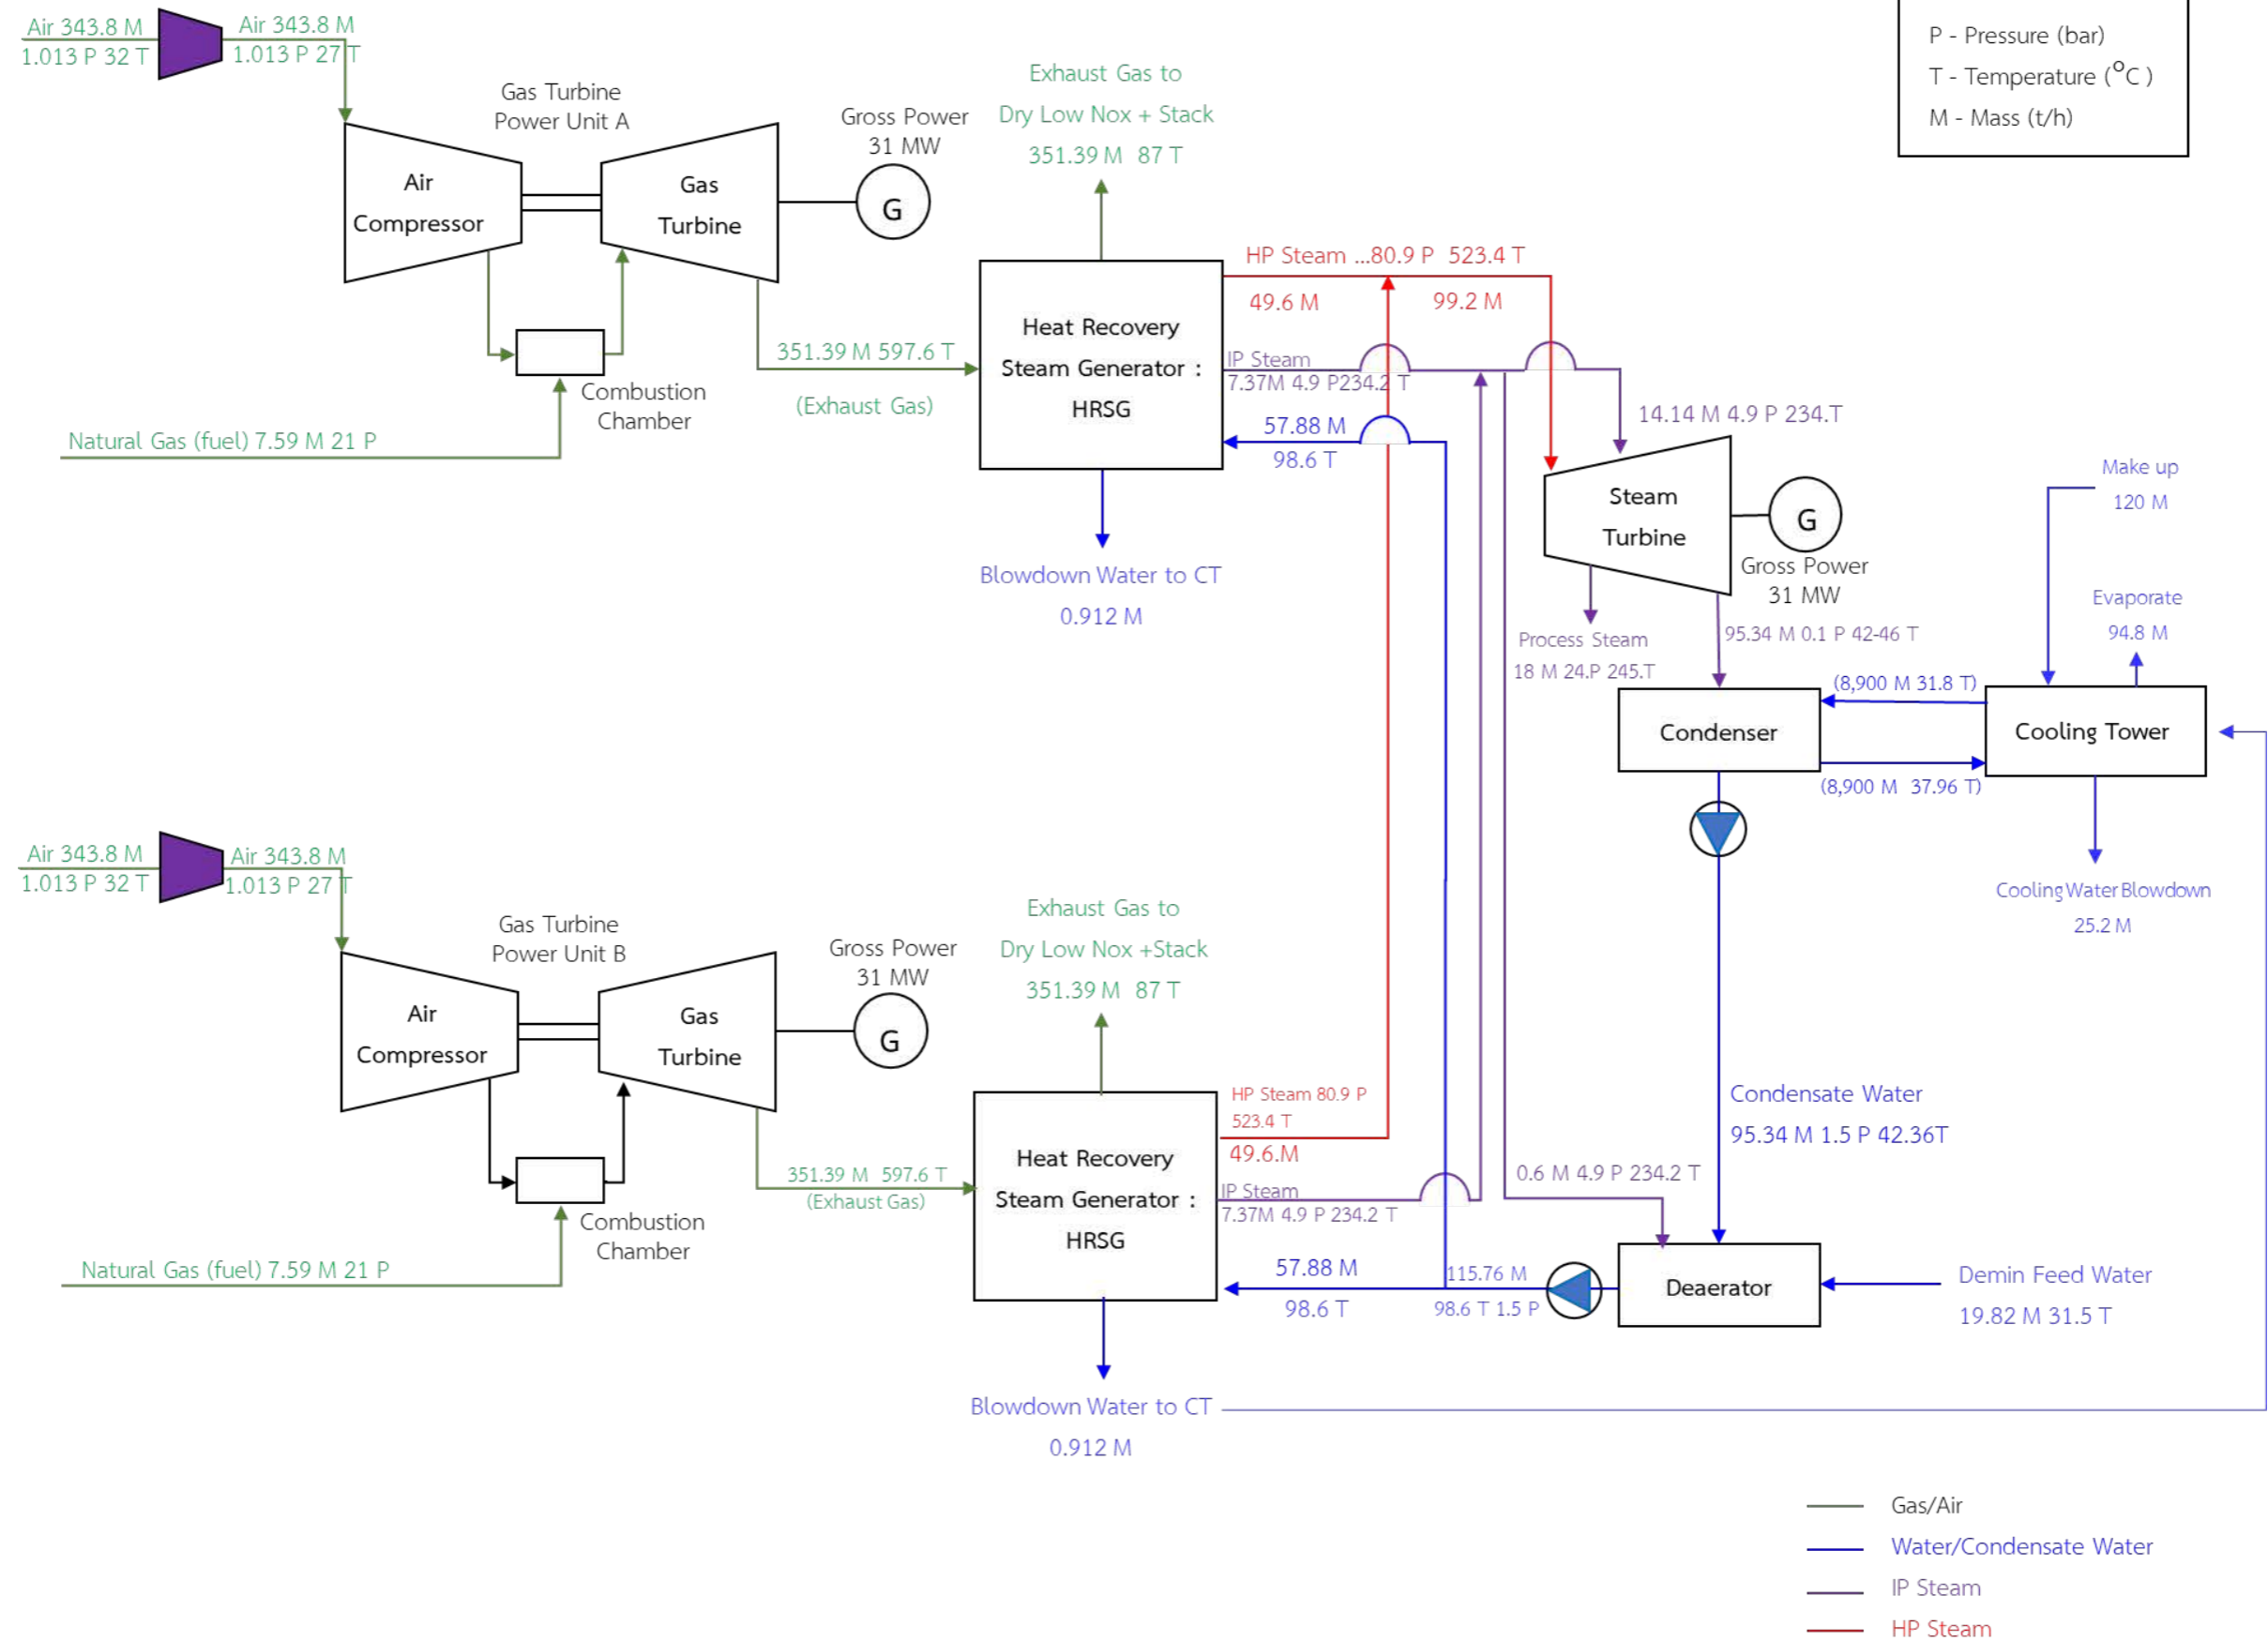 Air 343.8 M
1.013 P 32 T
Air 343.8 M
1.013 P 27 T
P - Pressure (bar)
T - Temperature (°C )
M - Mass (t/h)
Gas Turbine
Power Unit A
Air
Compressor
Gas
Turbine
Gross Power
31 MW
G
Exhaust Gas to
Dry Low Nox + Stack
351.39 M 87 T
Combustion
Chamber
Natural Gas (fuel) 7.59 M 21 P
351.39 M 597.6 T
(Exhaust Gas)
Heat Recovery
Steam Generator :
HRSG
HP Steam ...80.9 P 523.4 T
49.6 M
99.2 M
IP Steam
7.37M 4.9 P234.2 T
57.88 M
98.6 T
Blowdown Water to CT
0.912 M
14.14 M 4.9 P 234.T
Steam
Turbine
G
Gross Power
31 MW
Process Steam
18 M 24.P 245.T
95.34 M 0.1 P 42-46 T
Make up
120 M
Evaporate
94.8 M
Condenser
(8,900 M 31.8 T)
(8,900 M 37.96 T)
Cooling Tower
Cooling Water Blowdown
25.2 M
Air 343.8 M
1.013 P 32 T
Air 343.8 M
1.013 P 27 T
Gas Turbine
Power Unit B
Air
Compressor
Gas
Turbine
Gross Power
31 MW
G
Exhaust Gas to
Dry Low Nox +Stack
351.39 M 87 T
Combustion
Chamber
Natural Gas (fuel) 7.59 M 21 P
351.39 M 597.6 T
(Exhaust Gas)
Heat Recovery
Steam Generator :
HRSG
HP Steam 80.9 P
523.4 T
49.6.M
IP Steam
7.37M 4.9 P 234.2 T
57.88 M
98.6 T
115.76 M
98.6 T 1.5 P
0.6 M 4.9 P 234.2 T
Condensate Water
95.34 M 1.5 P 42.36T
Deaerator
Demin Feed Water
19.82 M 31.5 T
Blowdown Water to CT
0.912 M
Gas/Air
Water/Condensate Water
IP Steam
HP Steam